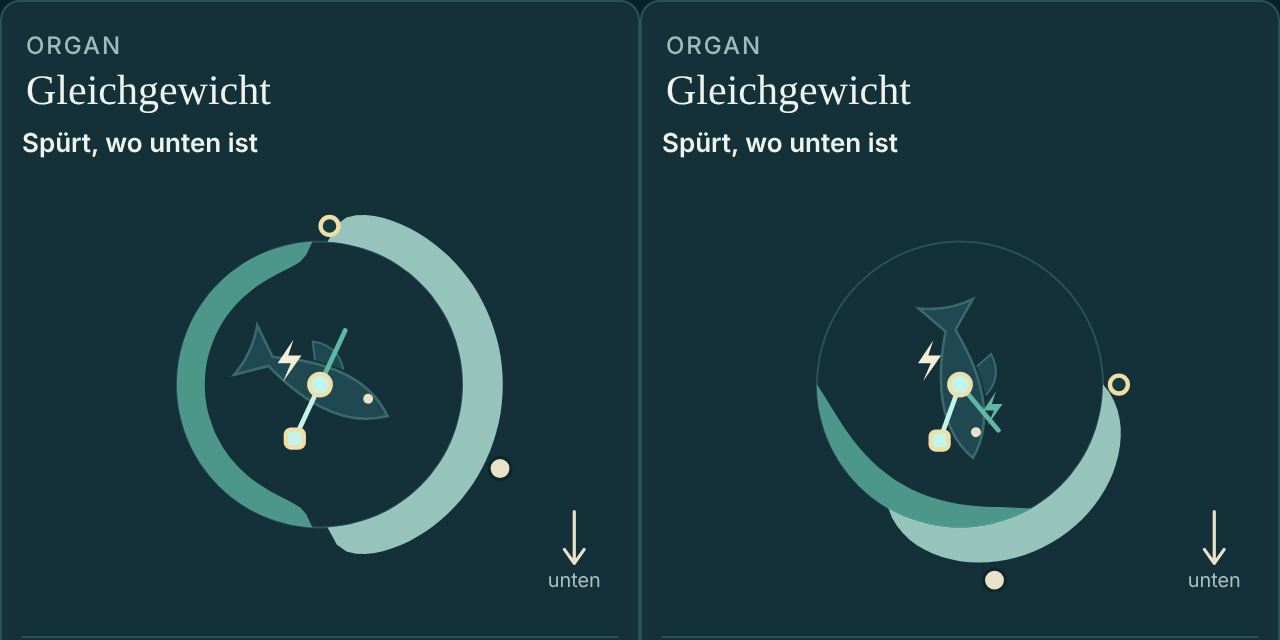 ORGAN
Gleichgewicht
Spürt, wo unten ist
unten
ORGAN
Gleichgewicht
Spürt, wo unten ist
unten